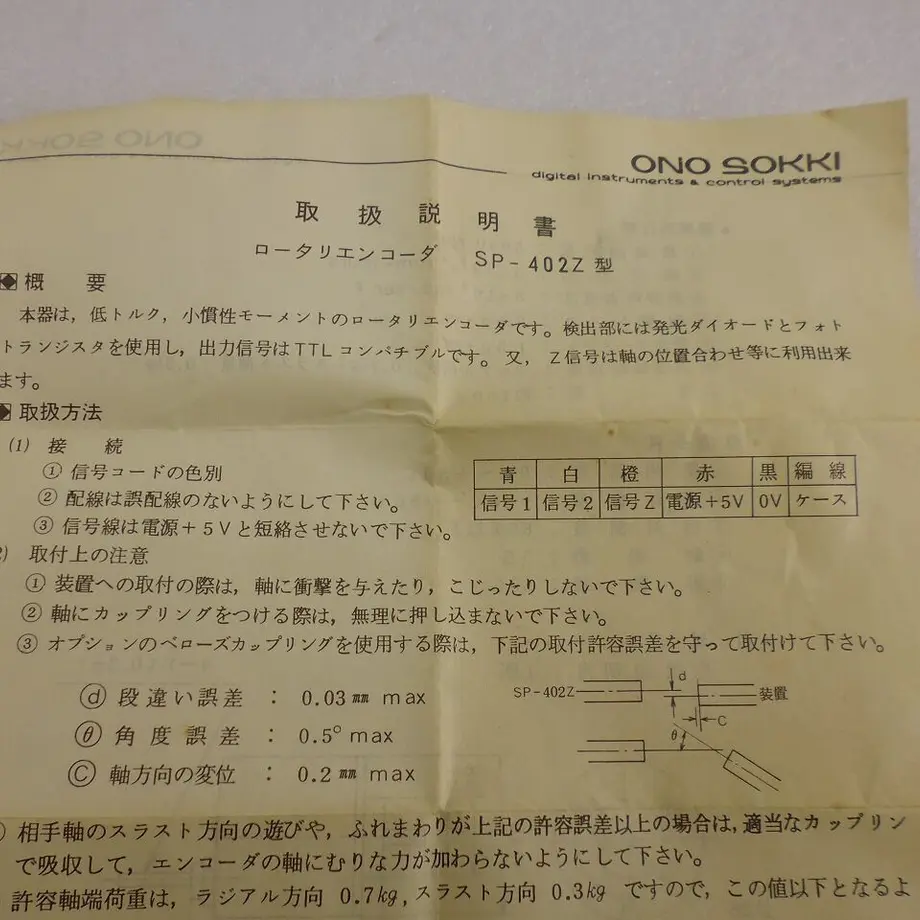 ONO SOKKI
digital instruments & control systems
取扱説明書
ロータリエンコーダ SP-402Z型
概要
本器は,低トルク,小慣性モーメントのロータリエンコーダです。検出部には発光ダイオードとフォト
トランジスタを使用し,出力信号はTTLコンパチブルです。又,Z信号は軸の位置合わせ等に利用出来
ます。
取扱方法
(1) 接続
① 信号コードの色別
② 配線は誤配線のないようにして下さい。
③ 信号線は電源+5Vと短絡させないで下さい。
青 白 橙 赤 黒 編線
信号1 信号2 信号Z 電源+5V 0V ケース
取付上の注意
① 装置への取付の際は,軸に衝撃を与えたり,こじったりしないで下さい。
② 軸にカップリングをつける際は,無理に押し込まないで下さい。
③ オプションのベローズカップリングを使用する際は,下記の取付許容誤差を守って取付けて下さい。
ⓓ 段違い誤差 : 0.03㎜ max
θ 角度誤差 : 0.5° max
Ⓒ 軸方向の変位 : 0.2㎜ max
SP-402Z d 装置
C
θ
相手軸のスラスト方向の遊びや,ふれまわりが上記の許容誤差以上の場合は,適当なカップリン
で吸収して,エンコーダの軸にむりな力が加わらないようにして下さい。
許容軸端荷重は,ラジアル方向 0.7kg,スラスト方向 0.3kg ですので,この値以下となるよ